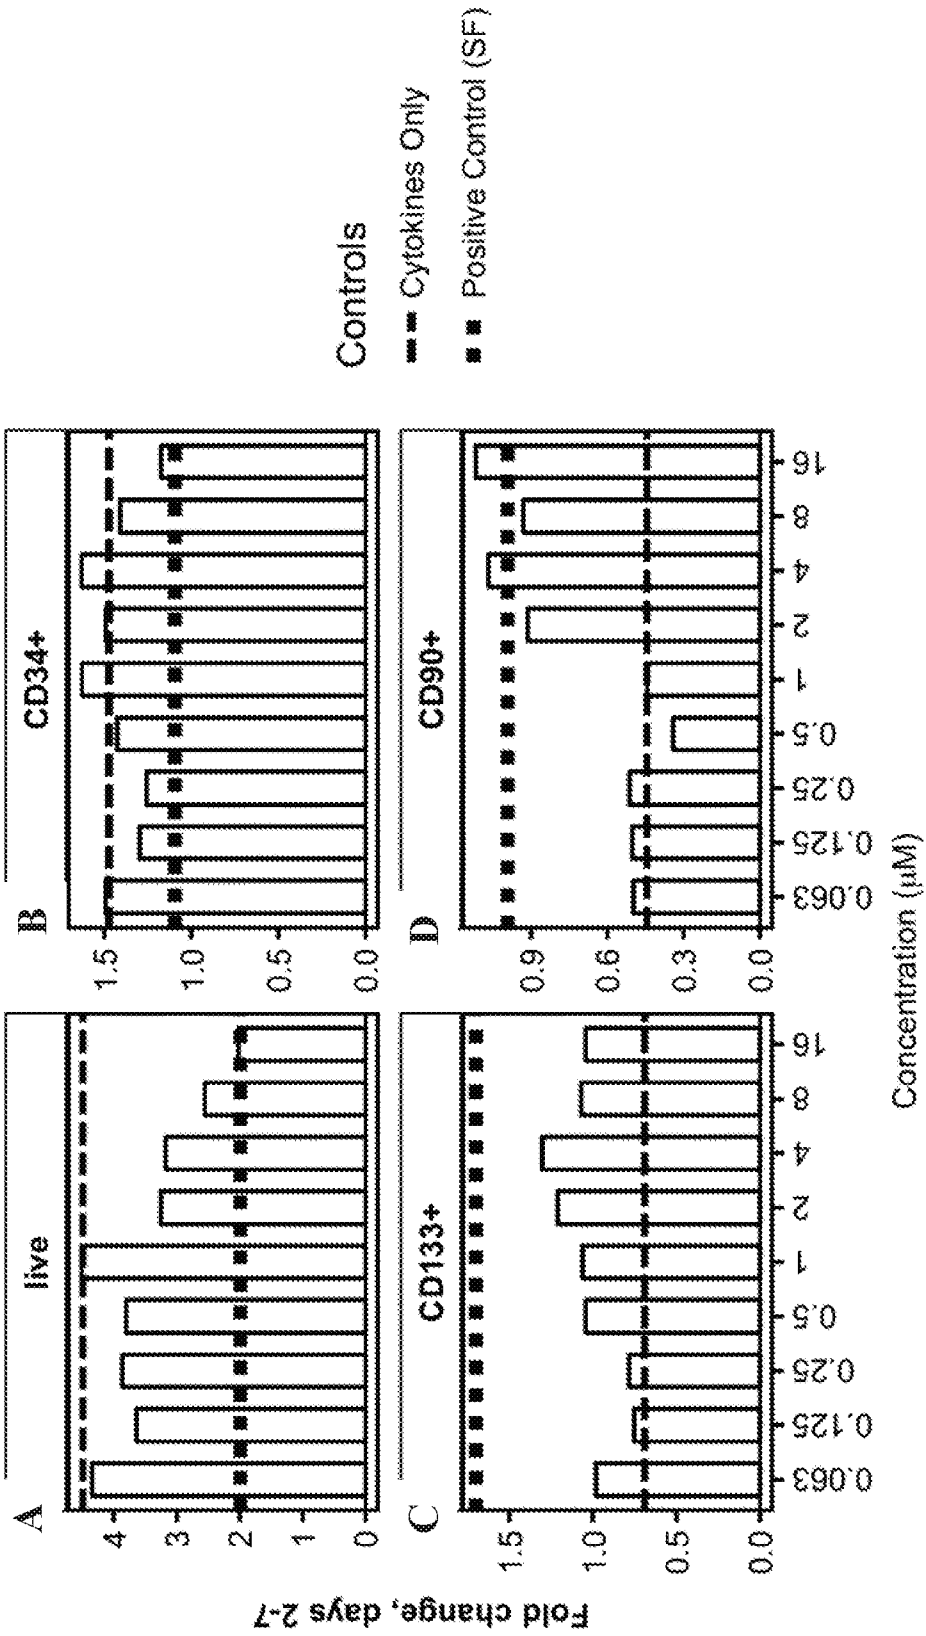 A
live
B
CD34+
C
CD133+
D
CD90+
Fold change, days 2-7
4
3
2
1
0
1.5
1.0
0.5
0.0
1.5
1.0
0.5
0.0
0.9
0.6
0.3
0.0
0.063
0.125
0.25
0.5
1
2
4
8
16
0.063
0.125
0.25
0.5
1
2
4
8
16
Concentration (µM)
Controls
Cytokines Only
Positive Control (SF)